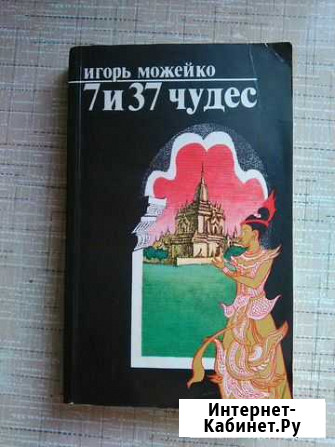 игорь можейко
7 и 37 чудес
Интернет-
Кабинет.Ру